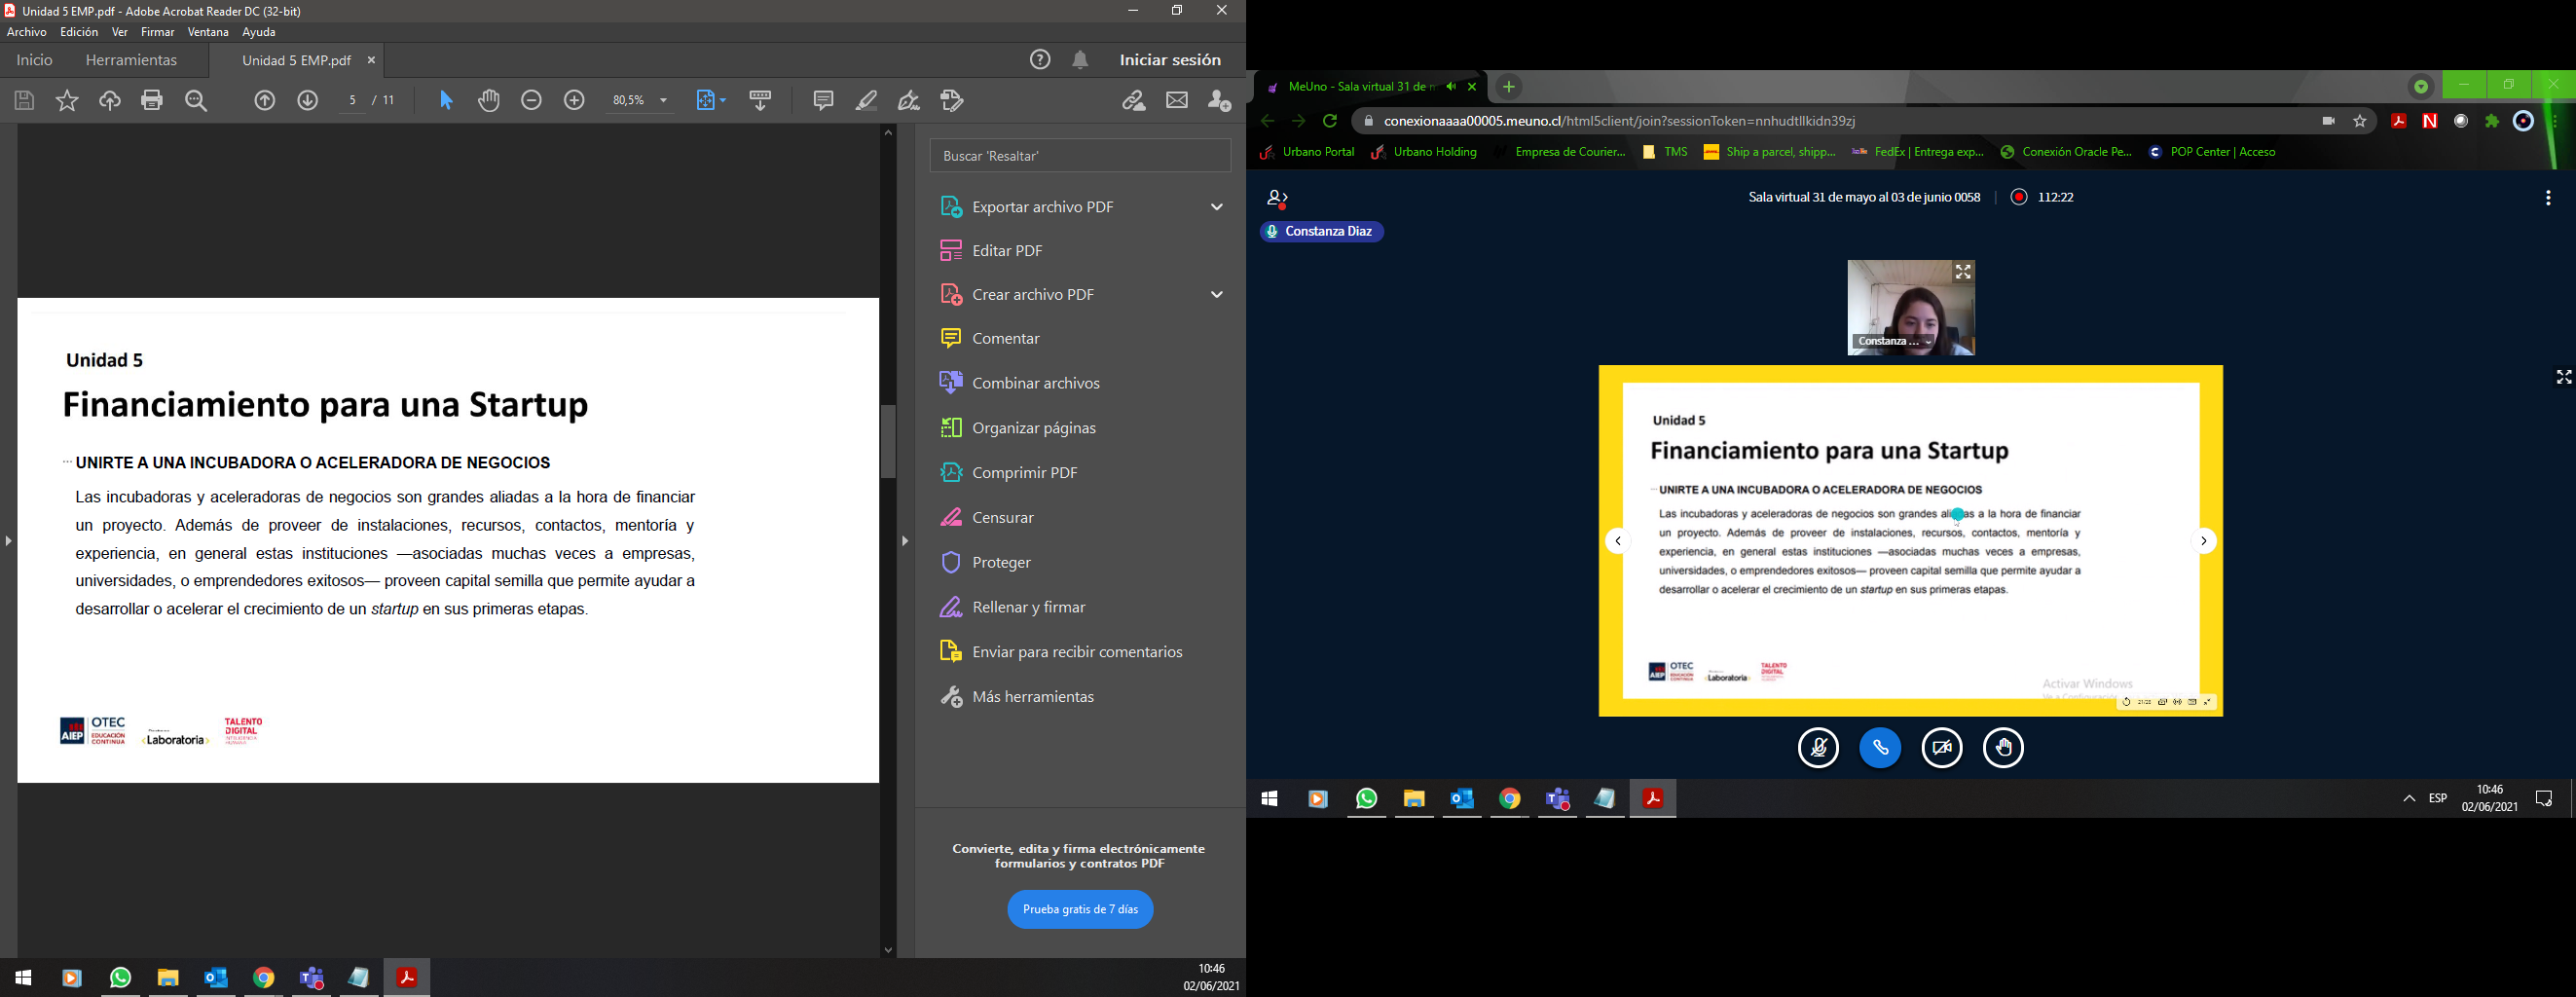 Unidad 5 EMP.pdf - Adobe Acrobat Reader DC (32-bit)
Archivo Edición Ver Firmar Ventana Ayuda
Inicio Herramientas Unidad 5 EMP.pdf Iniciar sesión
5 / 11 80,5%
Unidad 5
Financiamiento para una Startup
UNIRTE A UNA INCUBADORA O ACELERADORA DE NEGOCIOS
Las incubadoras y aceleradoras de negocios son grandes aliadas a la hora de financiar
un proyecto. Además de proveer de instalaciones, recursos, contactos, mentoría y
experiencia, en general estas instituciones —asociadas muchas veces a empresas,
universidades, o emprendedores exitosos— proveen capital semilla que permite ayudar a
desarrollar o acelerar el crecimiento de un startup en sus primeras etapas.
AIEP OTEC EDUCACIÓN CONTINUA
Laboratoria
TALENTO DIGITAL
Buscar 'Resaltar'
Exportar archivo PDF
Editar PDF
Crear archivo PDF
Comentar
Combinar archivos
Organizar páginas
Comprimir PDF
Censurar
Proteger
Rellenar y firmar
Enviar para recibir comentarios
Más herramientas
Convierte, edita y firma electrónicamente
formularios y contratos PDF
Prueba gratis de 7 días
10:46
02/06/2021
MeUno - Sala virtual 31 de
conexionaaaa00005.meuno.cl/html5client/join?sessionToken=nnhudtllkidn39zj
Urbano Portal Urbano Holding Empresa de Courier... TMS Ship a parcel, shipp... FedEx | Entrega exp... Conexión Oracle Pe... POP Center | Acceso
Sala virtual 31 de mayo al 03 de junio 0058 112:22
Constanza Diaz
Constanza ...
Unidad 5
Financiamiento para una Startup
UNIRTE A UNA INCUBADORA O ACELERADORA DE NEGOCIOS
Las incubadoras y aceleradoras de negocios son grandes aliadas a la hora de financiar
un proyecto. Además de proveer de instalaciones, recursos, contactos, mentoría y
experiencia, en general estas instituciones —asociadas muchas veces a empresas,
universidades, o emprendedores exitosos— proveen capital semilla que permite ayudar a
desarrollar o acelerar el crecimiento de un startup en sus primeras etapas.
AIEP OTEC EDUCACIÓN CONTINUA
Laboratoria
TALENTO DIGITAL
Activar Windows
ESP
10:46
02/06/2021